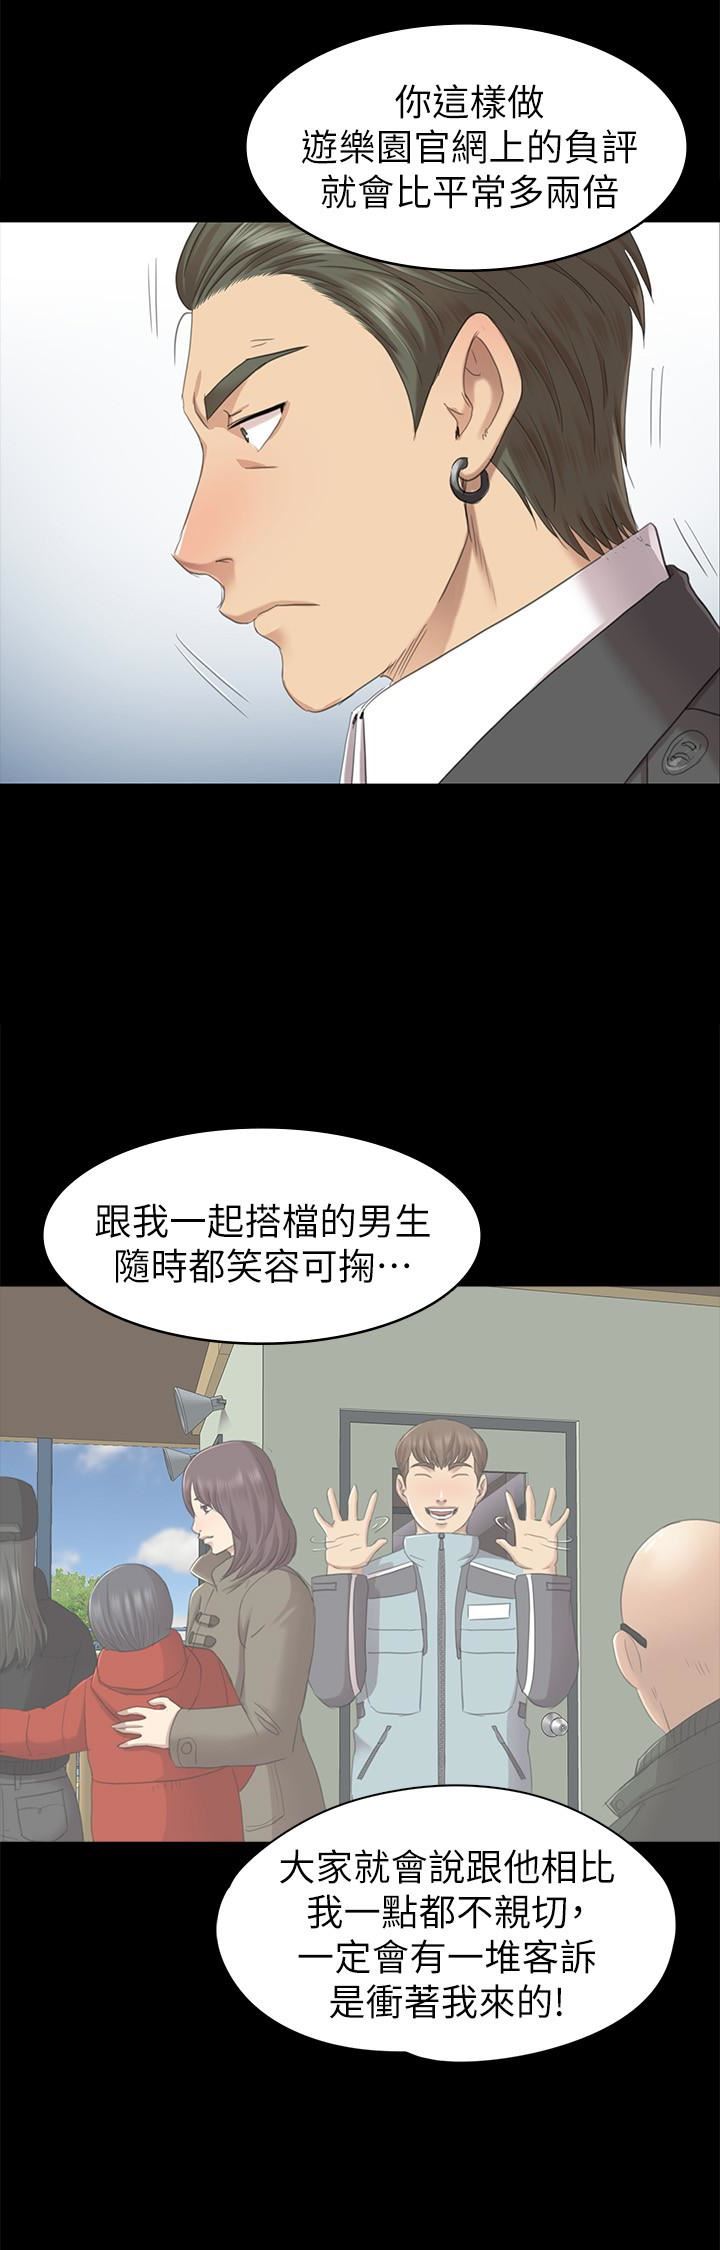 你這樣做
遊樂園官網上的負評
就會比平常多兩倍
跟我一起搭檔的男生
隨時都笑容可掬…
大家就會說跟他相比
我一點都不親切，
一定會有一堆客訴
是衝著我來的!